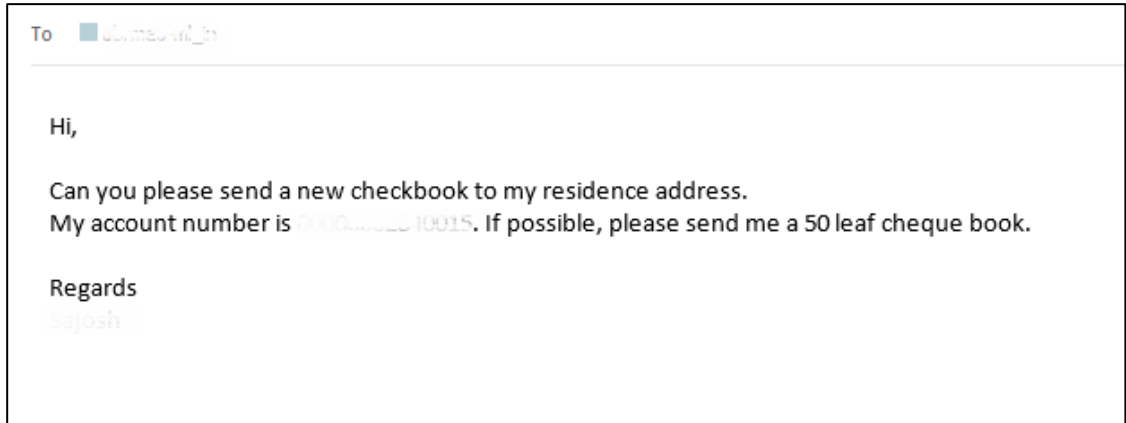 To
Hi,
Can you please send a new checkbook to my residence address.
My account number is . If possible, please send me a 50 leaf cheque book.
Regards
Sajosh